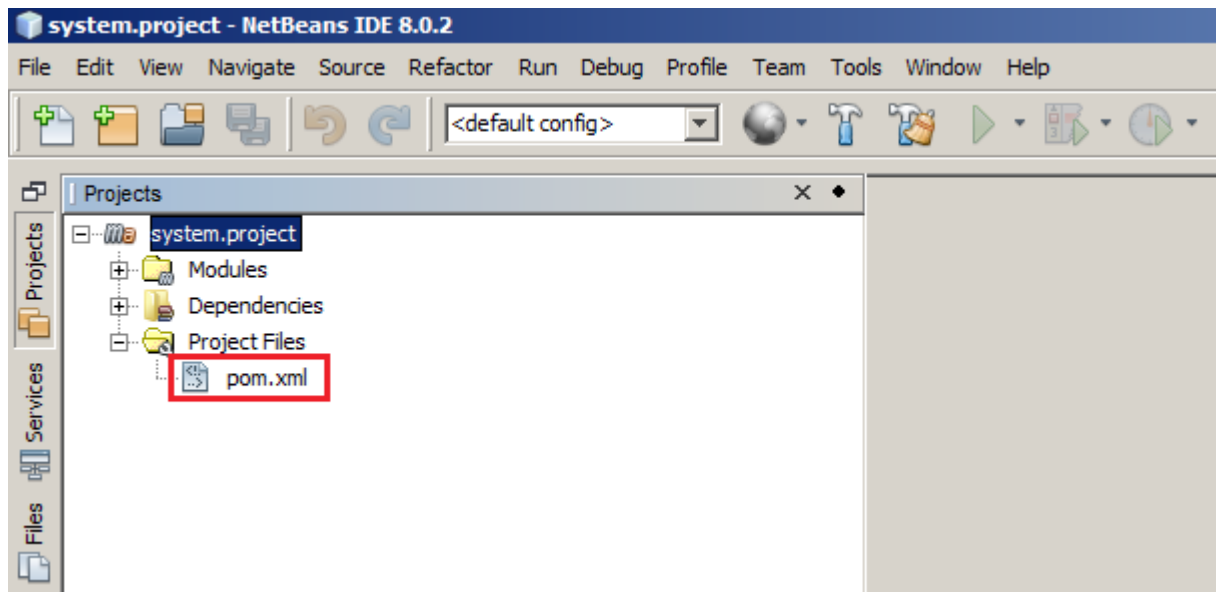 system.project - NetBeans IDE 8.0.2
File Edit View Navigate Source Refactor Run Debug Profile Team Tools Window Help
<default config>
Projects
Projects
Services
Files
system.project
Modules
Dependencies
Project Files
pom.xml